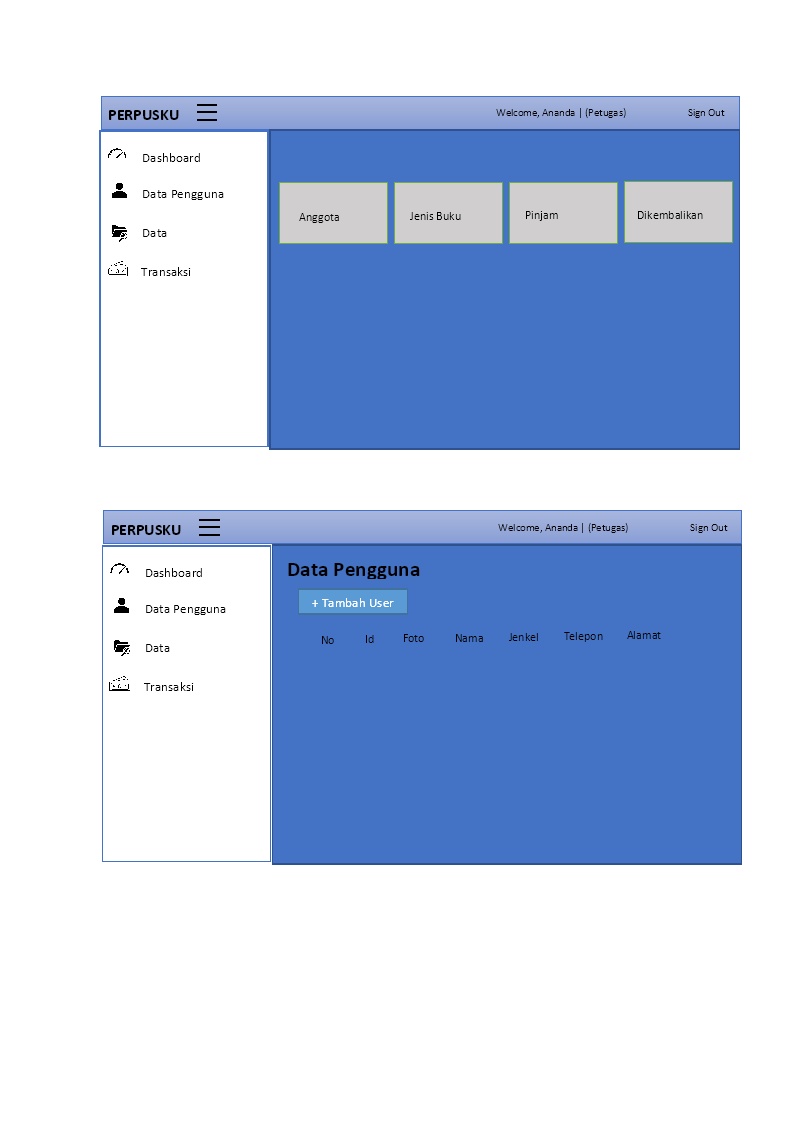 PERPUSKU Welcome, Ananda | (Petugas) Sign Out
Dashboard
Data Pengguna
Data
Transaksi
Anggota Jenis Buku Pinjam Dikembalikan
PERPUSKU Welcome, Ananda | (Petugas) Sign Out
Dashboard
Data Pengguna
Data
Transaksi
Data Pengguna
+ Tambah User
No Id Foto Nama Jenkel Telepon Alamat